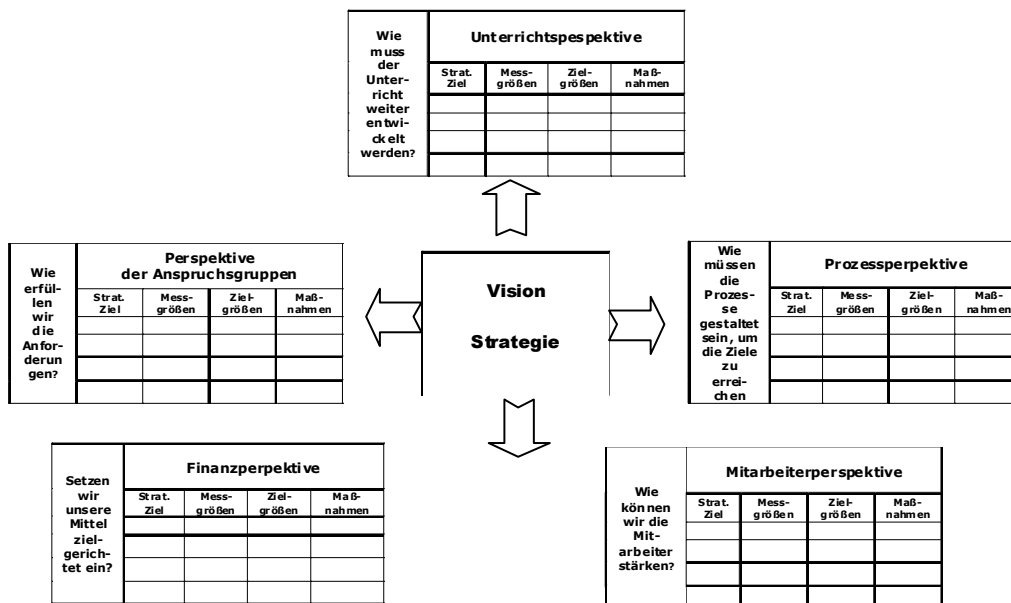 Wie
muss
der
Unter-
richt
weiter
entwi-
ckelt
werden?
Unterrichtspespektive
Strat. Ziel
Mess- größen
Ziel- größen
Maß- nahmen
Wie
erfül-
len
wir
die
Anfor-
derun
gen?
Perspektive
der Anspruchsgruppen
Strat. Ziel
Mess- größen
Ziel- größen
Maß- nahmen
Vision
Strategie
Wie
müssen
die
Prozes-
se
gestaltet
sein, um
die Ziele
zu
errei-
chen
Prozessperpektive
Strat. Ziel
Mess- größen
Ziel- größen
Maß- nahmen
Setzen
wir
unsere
Mittel
ziel-
gerich-
tet ein?
Finanzperpektive
Strat. Ziel
Mess- größen
Ziel- größen
Maß- nahmen
Wie
können
wir die
Mit-
arbeiter
stärken?
Mitarbeiterperspektive
Strat. Ziel
Mess- größen
Ziel- größen
Maß- nahmen